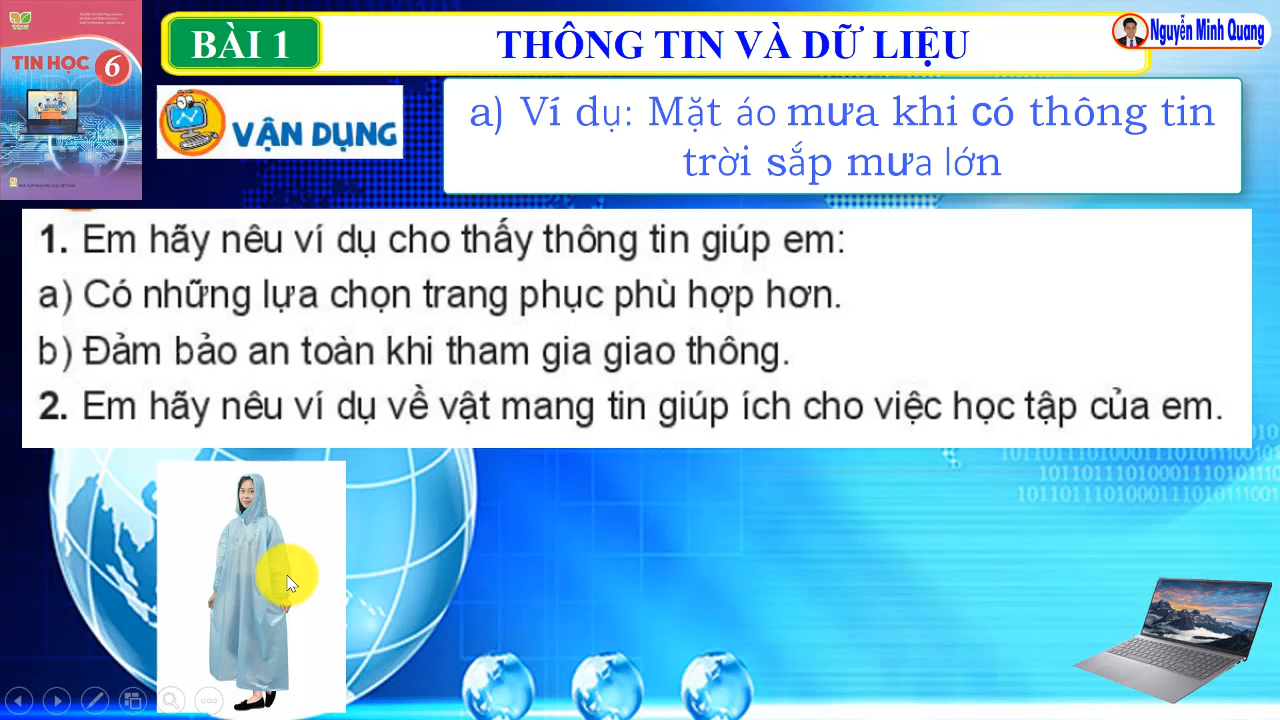 TIN HỌC 6
BÀI 1
THÔNG TIN VÀ DỮ LIỆU
Nguyễn Minh Quang
VẬN DỤNG
a) Ví dụ: Mặt áo mưa khi có thông tin
trời sắp mưa lớn
1. Em hãy nêu ví dụ cho thấy thông tin giúp em:
a) Có những lựa chọn trang phục phù hợp hơn.
b) Đảm bảo an toàn khi tham gia giao thông.
2. Em hãy nêu ví dụ về vật mang tin giúp ích cho việc học tập của em.